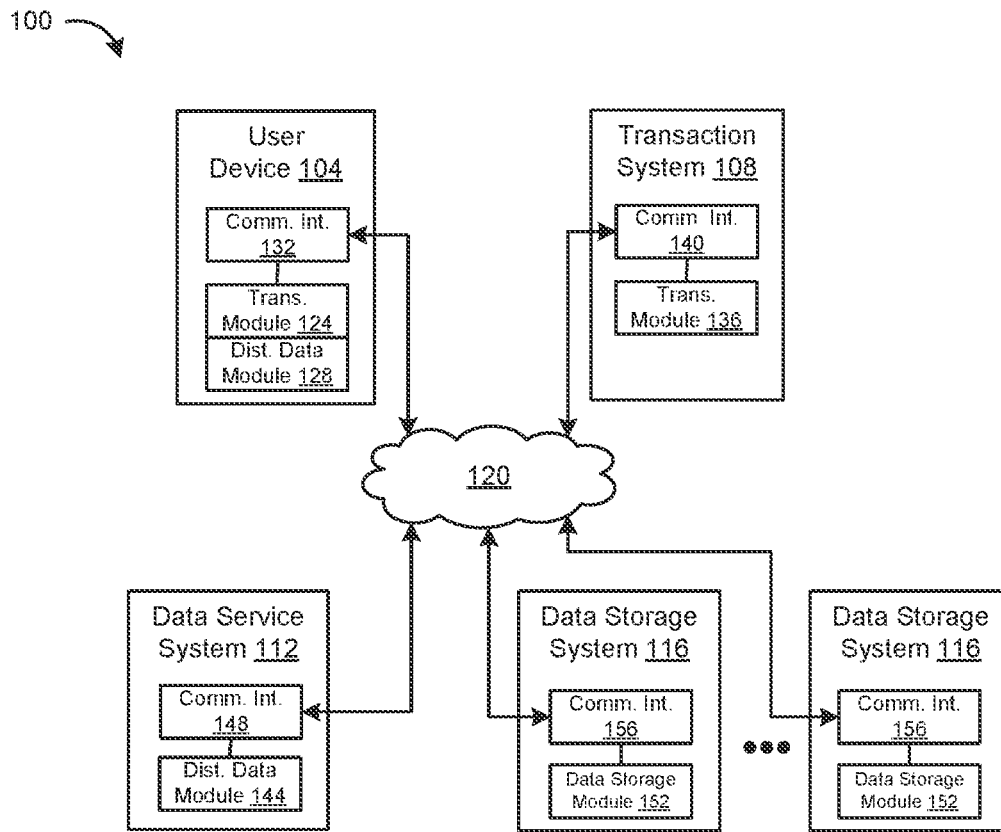 100
User
Device 104
Comm. Int.
132
Trans.
Module 124
Dist. Data
Module 128
Transaction
System 108
Comm. Int.
140
Trans.
Module 136
120
Data Service
System 112
Comm. Int.
148
Dist. Data
Module 144
Data Storage
System 116
Comm. Int.
156
Data Storage
Module 152
Data Storage
System 116
Comm. Int.
156
Data Storage
Module 152